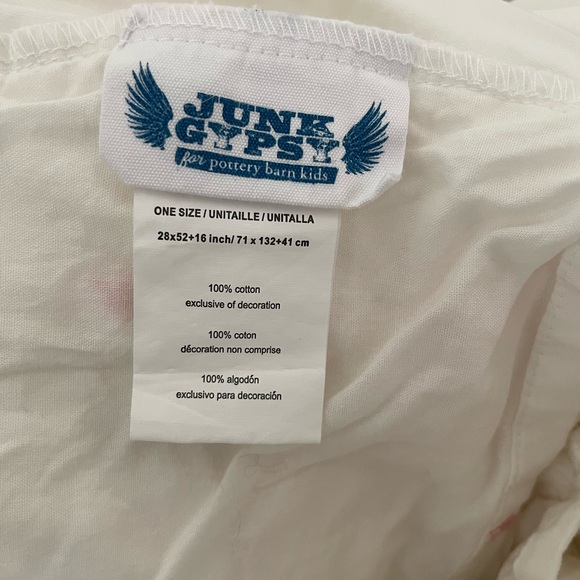 JUNK
GYPSY
for pottery barn kids
ONE SIZE / UNITAILLE / UNITALLA
28x52+16 inch/ 71 x 132+41 cm
100% cotton
exclusive of decoration
100% coton
décoration non comprise
100% algodón
exclusivo para decoración